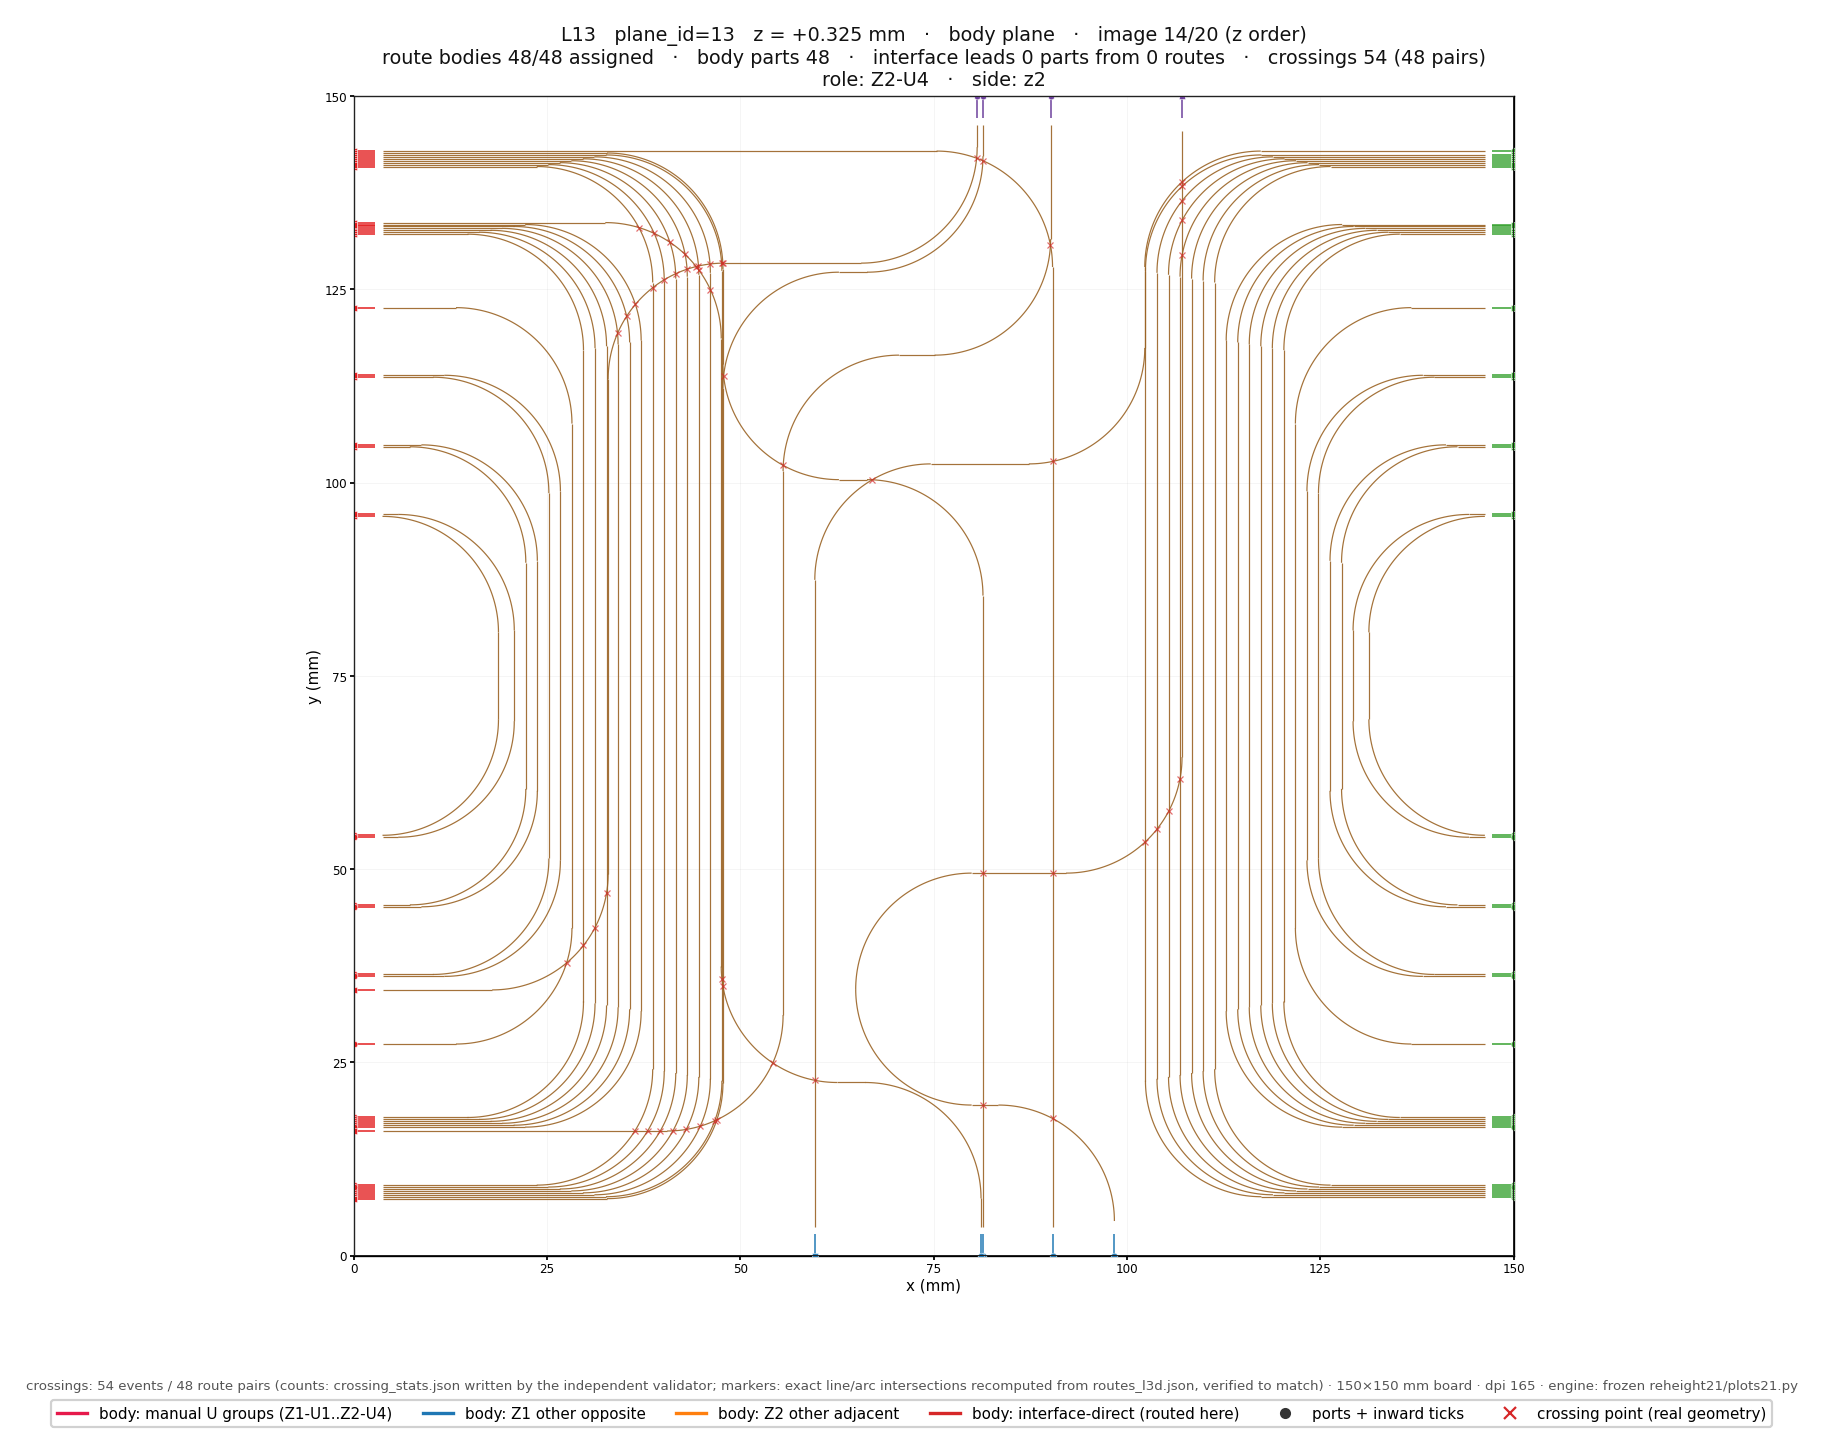 L13 plane_id=13 z = +0.325 mm · body plane · image 14/20 (z order)
route bodies 48/48 assigned · body parts 48 · interface leads 0 parts from 0 routes · crossings 54 (48 pairs)
role: Z2-U4 · side: z2
150
125
100
75
50
25
0
y (mm)
0 25 50 75 100 125 150
x (mm)
crossings: 54 events / 48 route pairs (counts: crossing_stats.json written by the independent validator; markers: exact line/arc intersections recomputed from routes_l3d.json, verified to match) · 150×150 mm board · dpi 165 · engine: frozen reheight21/plots21.py
body: manual U groups (Z1-U1..Z2-U4) body: Z1 other opposite body: Z2 other adjacent body: interface-direct (routed here) ports + inward ticks crossing point (real geometry)